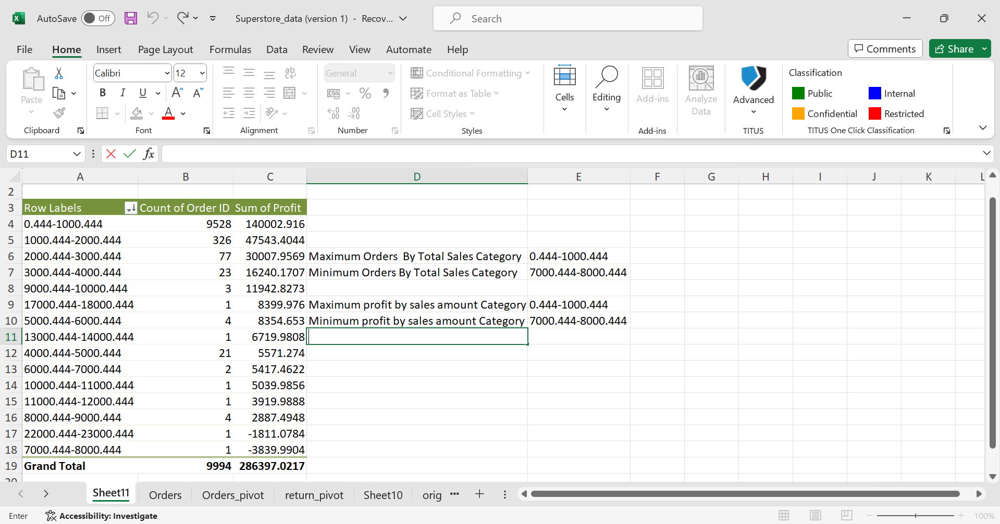 AutoSave Off Superstore_data (version 1) - Recov... Search
File Home Insert Page Layout Formulas Data Review View Automate Help Comments Share
Paste
Clipboard
Calibri 12
B I U A A
A
Font
ab
Alignment
General
% 9
.00 .00
Number
Conditional Formatting
Format as Table
Cell Styles
Styles
Cells
Editing
Add-ins
Add-ins
Analyze
Data
Advanced
TITUS
Classification
Public Internal
Confidential Restricted
TITUS One Click Classification
D11 fx
A B C D E F G H I J K L
2
3 Row Labels Count of Order ID Sum of Profit
4 0.444-1000.444 9528 140002.916
5 1000.444-2000.444 326 47543.4044
6 2000.444-3000.444 77 30007.9569 Maximum Orders  By Total Sales Category 0.444-1000.444
7 3000.444-4000.444 23 16240.1707 Minimum Orders By Total Sales Category 7000.444-8000.444
8 9000.444-10000.444 3 11942.8273
9 17000.444-18000.444 1 8399.976 Maximum profit by sales amount Category 0.444-1000.444
10 5000.444-6000.444 4 8354.653 Minimum profit by sales amount Category 7000.444-8000.444
11 13000.444-14000.444 1 6719.9808
12 4000.444-5000.444 21 5571.274
13 6000.444-7000.444 2 5417.4622
14 10000.444-11000.444 1 5039.9856
15 11000.444-12000.444 1 3919.9888
16 8000.444-9000.444 4 2887.4948
17 22000.444-23000.444 1 -1811.0784
18 7000.444-8000.444 1 -3839.9904
19 Grand Total 9994 286397.0217
20
Sheet11 Orders Orders_pivot return_pivot Sheet10 orig ...
Enter Accessibility: Investigate 100%